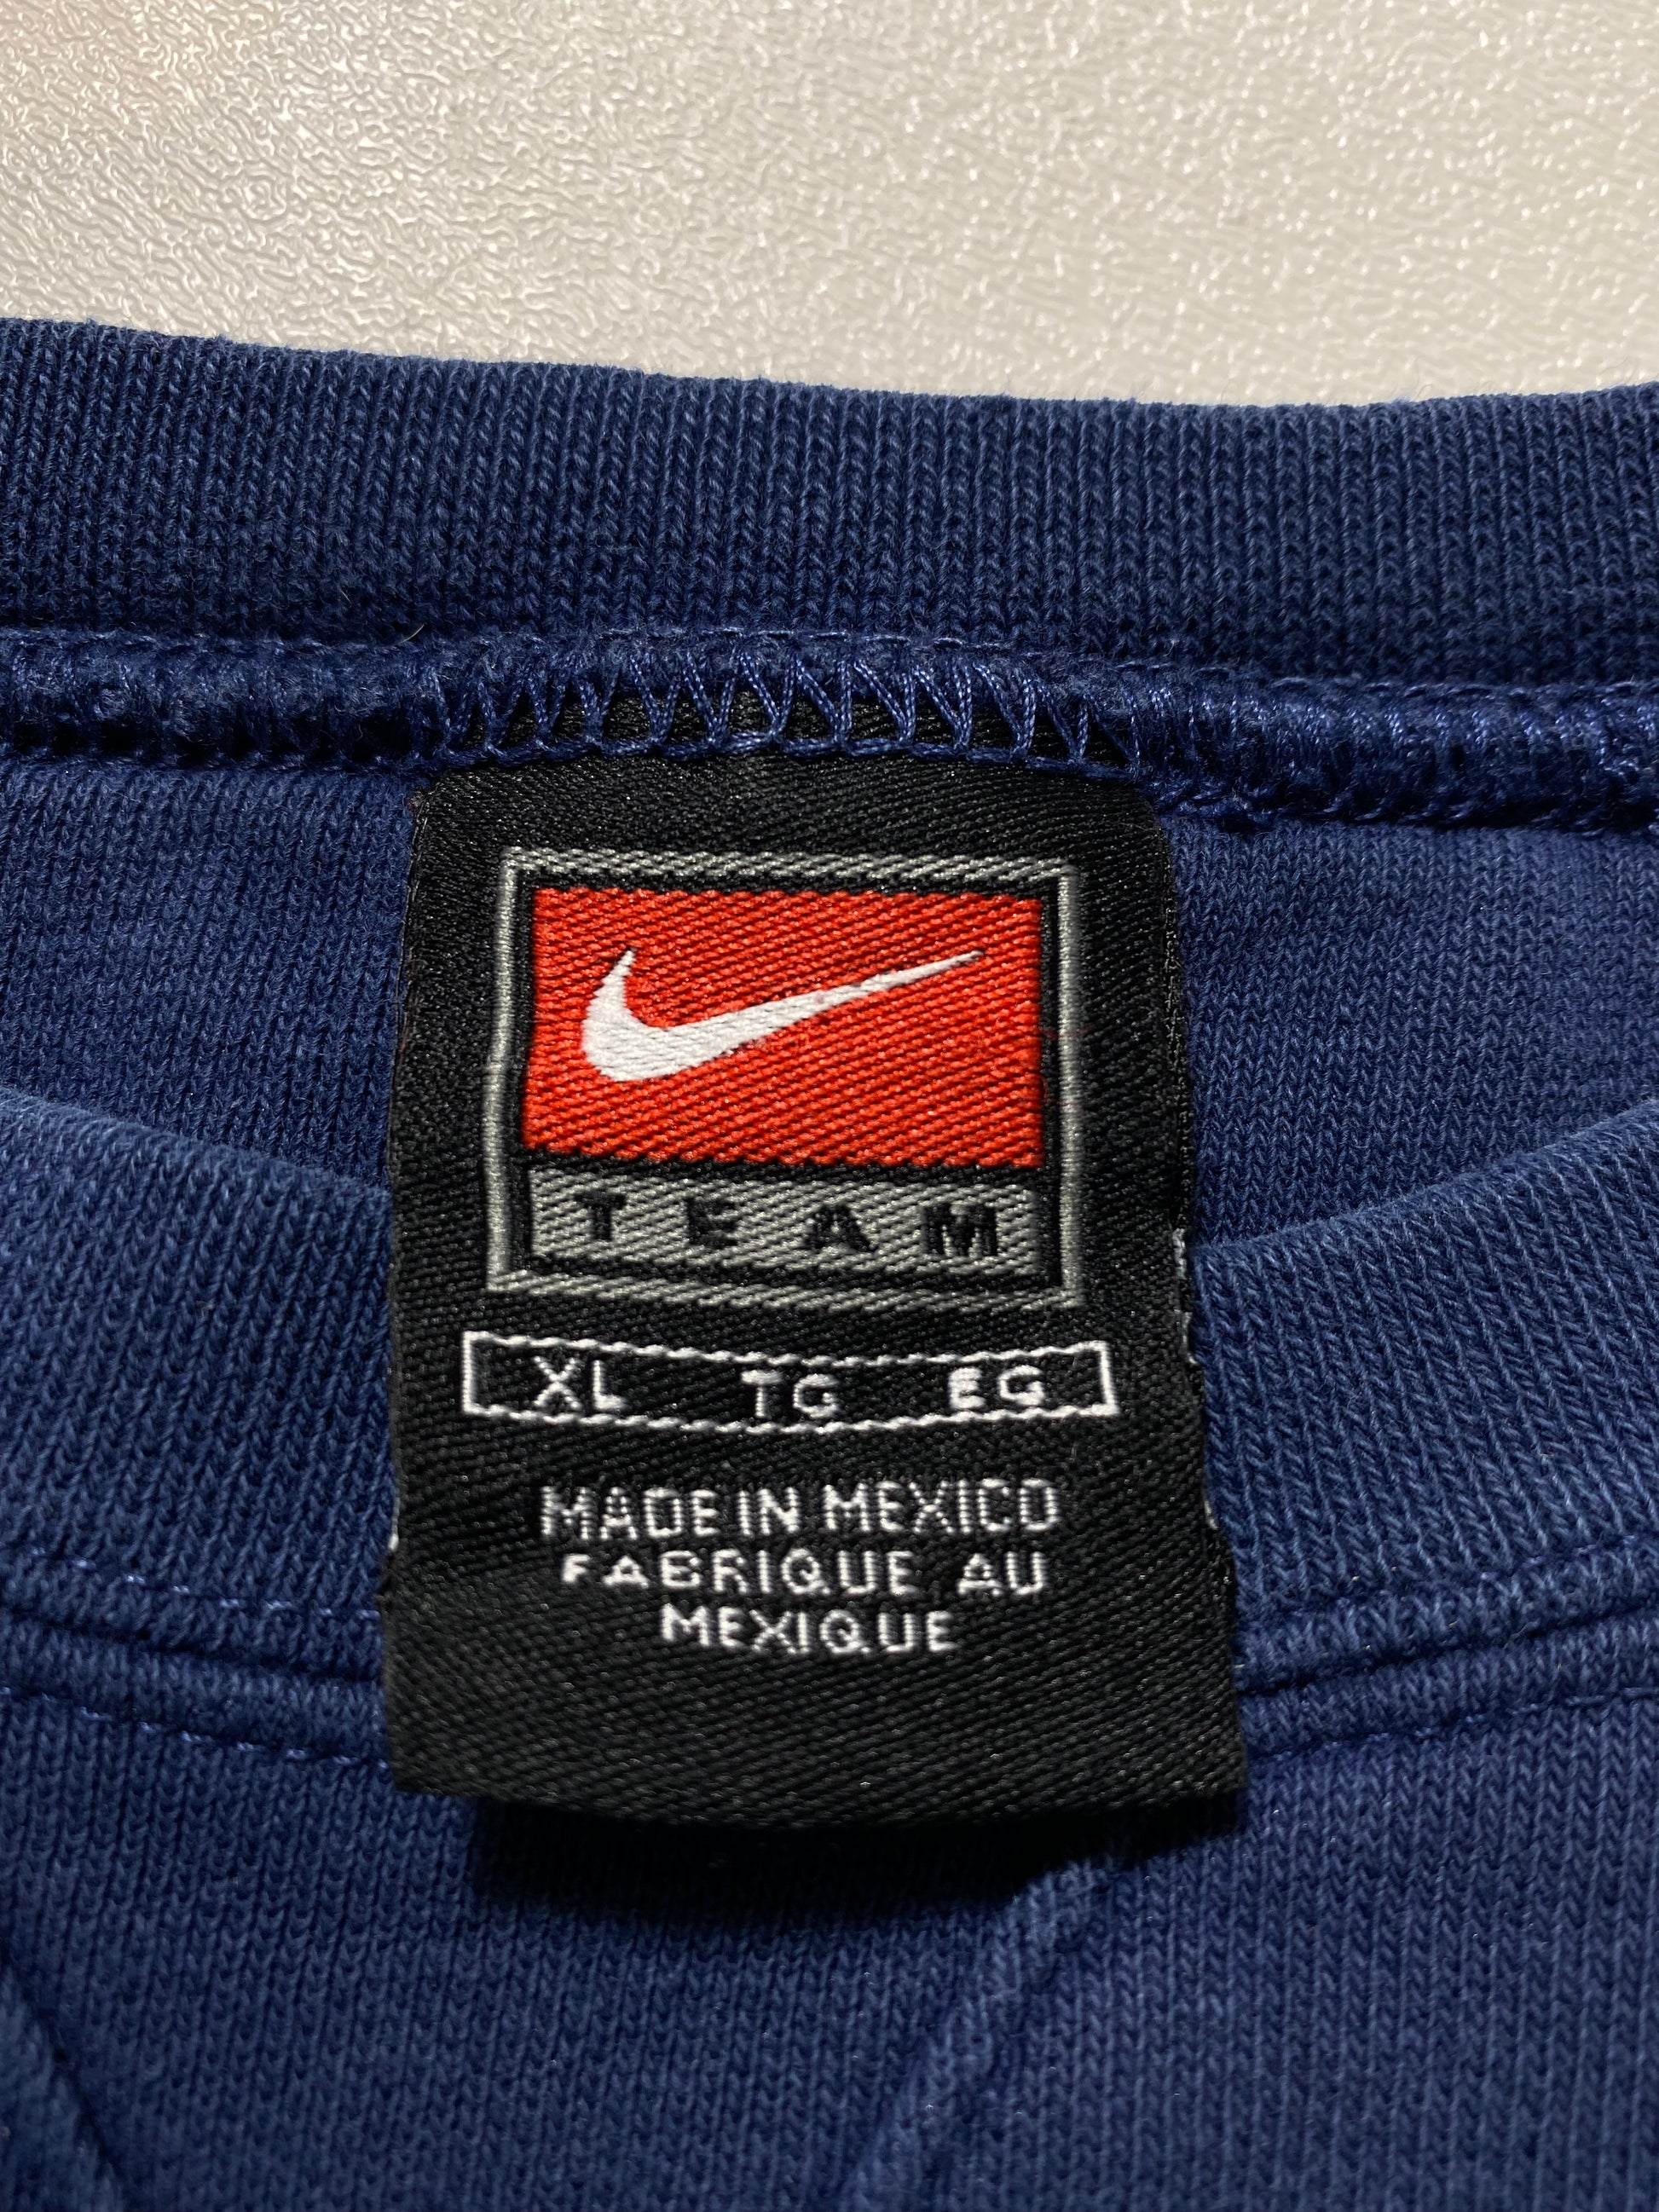 TEAM
XL TG EG
MADE IN MEXICO
FABRIQUE AU
MEXIQUE